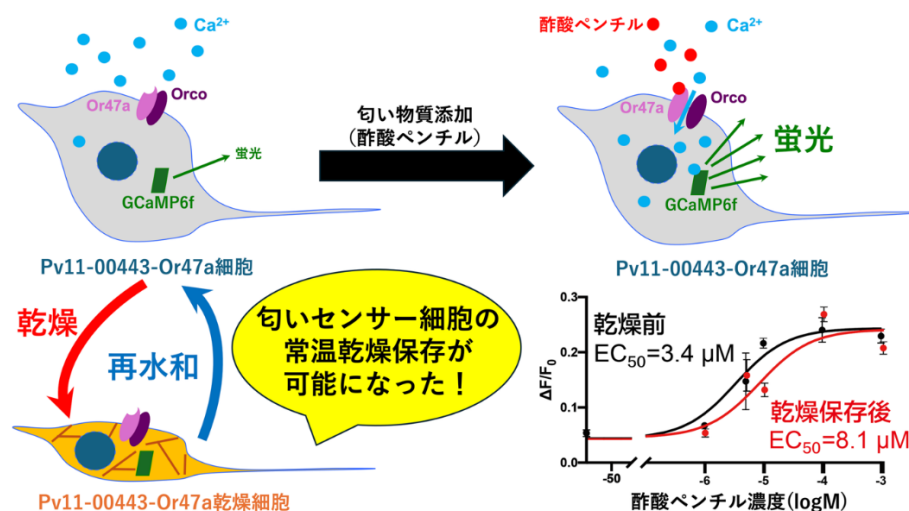 Ca²⁺
Or47a
Orco
蛍光
GCaMP6f
Pv11-00443-Or47a細胞
匂い物質添加
（酢酸ペンチル）
酢酸ペンチル
Ca²⁺
Or47a
Orco
蛍光
GCaMP6f
Pv11-00443-Or47a細胞
乾燥
再水和
Pv11-00443-Or47a乾燥細胞
匂いセンサー細胞の
常温乾燥保存が
可能になった！
ΔF/F₀
0.3
0.2
0.1
0.0
乾燥前
EC₅₀=3.4 μM
乾燥保存後
EC₅₀=8.1 μM
-50
-6
-5
-4
-3
酢酸ペンチル濃度(logM)